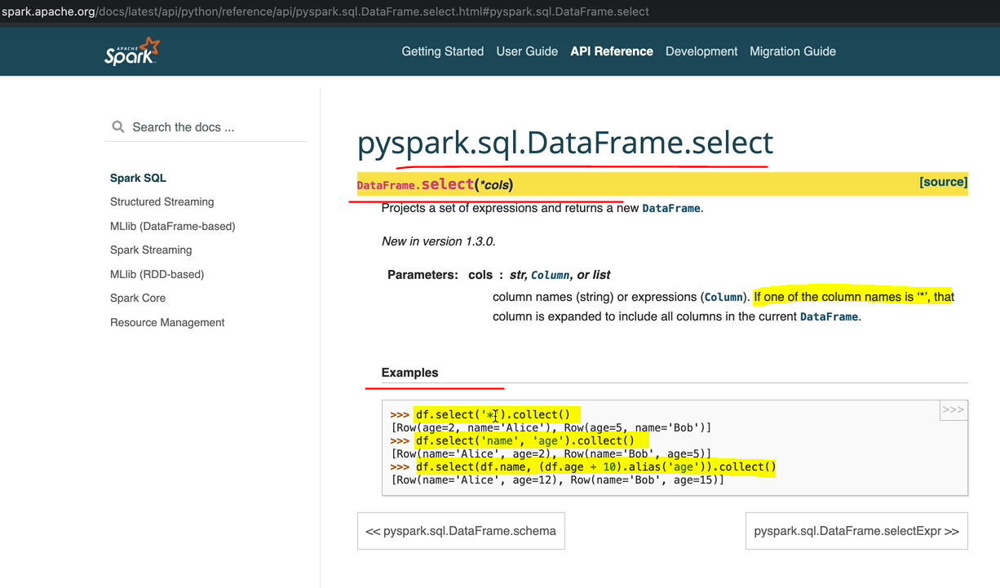 spark.apache.org/docs/latest/api/python/reference/api/pyspark.sql.DataFrame.select.html#pyspark.sql.DataFrame.select
APACHE
Spark
Getting Started User Guide API Reference Development Migration Guide
Search the docs ...
Spark SQL
Structured Streaming
MLlib (DataFrame-based)
Spark Streaming
MLlib (RDD-based)
Spark Core
Resource Management
pyspark.sql.DataFrame.select
DataFrame.select(*cols) [source]
Projects a set of expressions and returns a new DataFrame.
New in version 1.3.0.
Parameters: cols : str, Column, or list
column names (string) or expressions (Column). If one of the column names is ‘*’, that
column is expanded to include all columns in the current DataFrame.
Examples
>>>
>>> df.select('*').collect()
[Row(age=2, name='Alice'), Row(age=5, name='Bob')]
>>> df.select('name', 'age').collect()
[Row(name='Alice', age=2), Row(name='Bob', age=5)]
>>> df.select(df.name, (df.age + 10).alias('age')).collect()
[Row(name='Alice', age=12), Row(name='Bob', age=15)]
<< pyspark.sql.DataFrame.schema
pyspark.sql.DataFrame.selectExpr >>